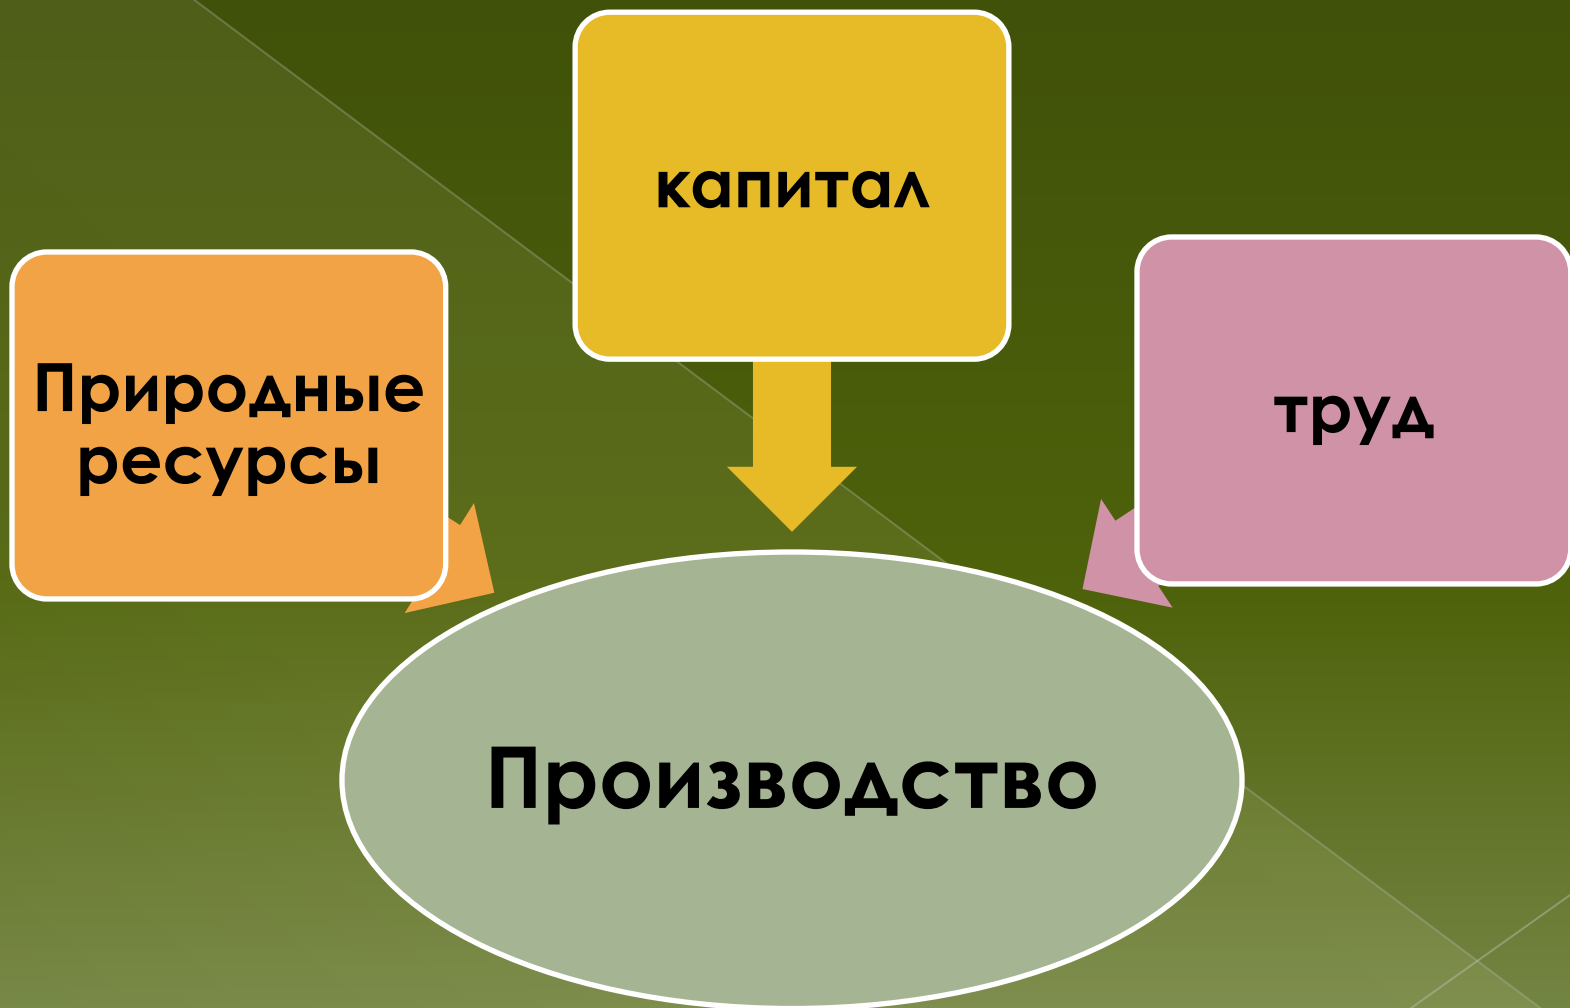 капитал
Природные
ресурсы
труд
Производство